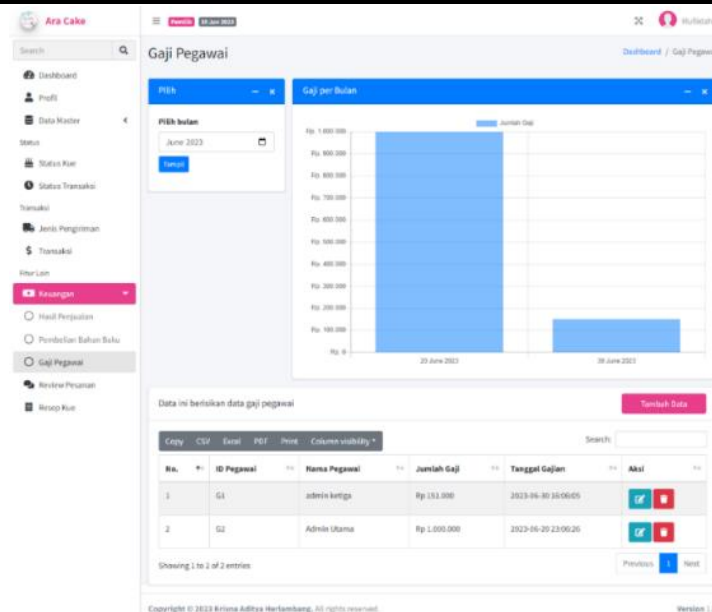 Ara Cake
Pemilik 20 Jun 2023
Search
Dashboard
Profil
Data Master
Status
Status Kue
Status Transaksi
Transaksi
Jenis Pengiriman
Transaksi
Fitur Lain
Keuangan
Hasil Penjualan
Pembelian Bahan Baku
Gaji Pegawai
Review Pesanan
Resep Kue
Gaji Pegawai
Dashboard / Gaji Pegawai
Pilih
Pilih bulan
June 2023
Tampil
Gaji per Bulan
Jumlah Gaji
Rp. 1.000.000
Rp. 900.000
Rp. 800.000
Rp. 700.000
Rp. 600.000
Rp. 500.000
Rp. 400.000
Rp. 300.000
Rp. 200.000
Rp. 100.000
Rp. 0
20 June 2023
30 June 2023
Data ini berisikan data gaji pegawai
Tambah Data
Copy CSV Excel PDF Print Column visibility
Search:
No. ID Pegawai Nama Pegawai Jumlah Gaji Tanggal Gajian Aksi
1 G1 admin ketiga Rp 151.000 2023-06-30 16:06:05
2 G2 Admin Utama Rp 1.000.000 2023-06-20 23:00:26
Showing 1 to 2 of 2 entries
Previous 1 Next
Copyright © 2023 Krisna Aditya Herlambang. All rights reserved.
Version